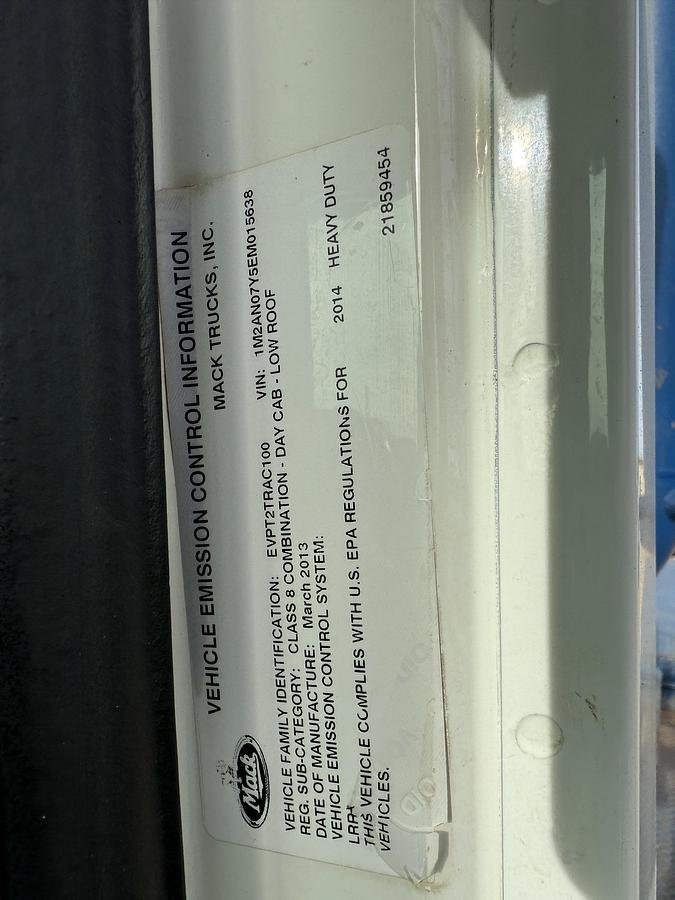 Mack
VEHICLE EMISSION CONTROL INFORMATION
MACK TRUCKS, INC.
VEHICLE FAMILY IDENTIFICATION: EVPT2TRAC100 VIN: 1M2AN07Y5EM015638
REG. SUB-CATEGORY: CLASS 8 COMBINATION - DAY CAB - LOW ROOF
DATE OF MANUFACTURE: March 2013
VEHICLE EMISSION CONTROL SYSTEM:
LRRH
THIS VEHICLE COMPLIES WITH U.S. EPA REGULATIONS FOR 2014 HEAVY DUTY
VEHICLES. 21859454